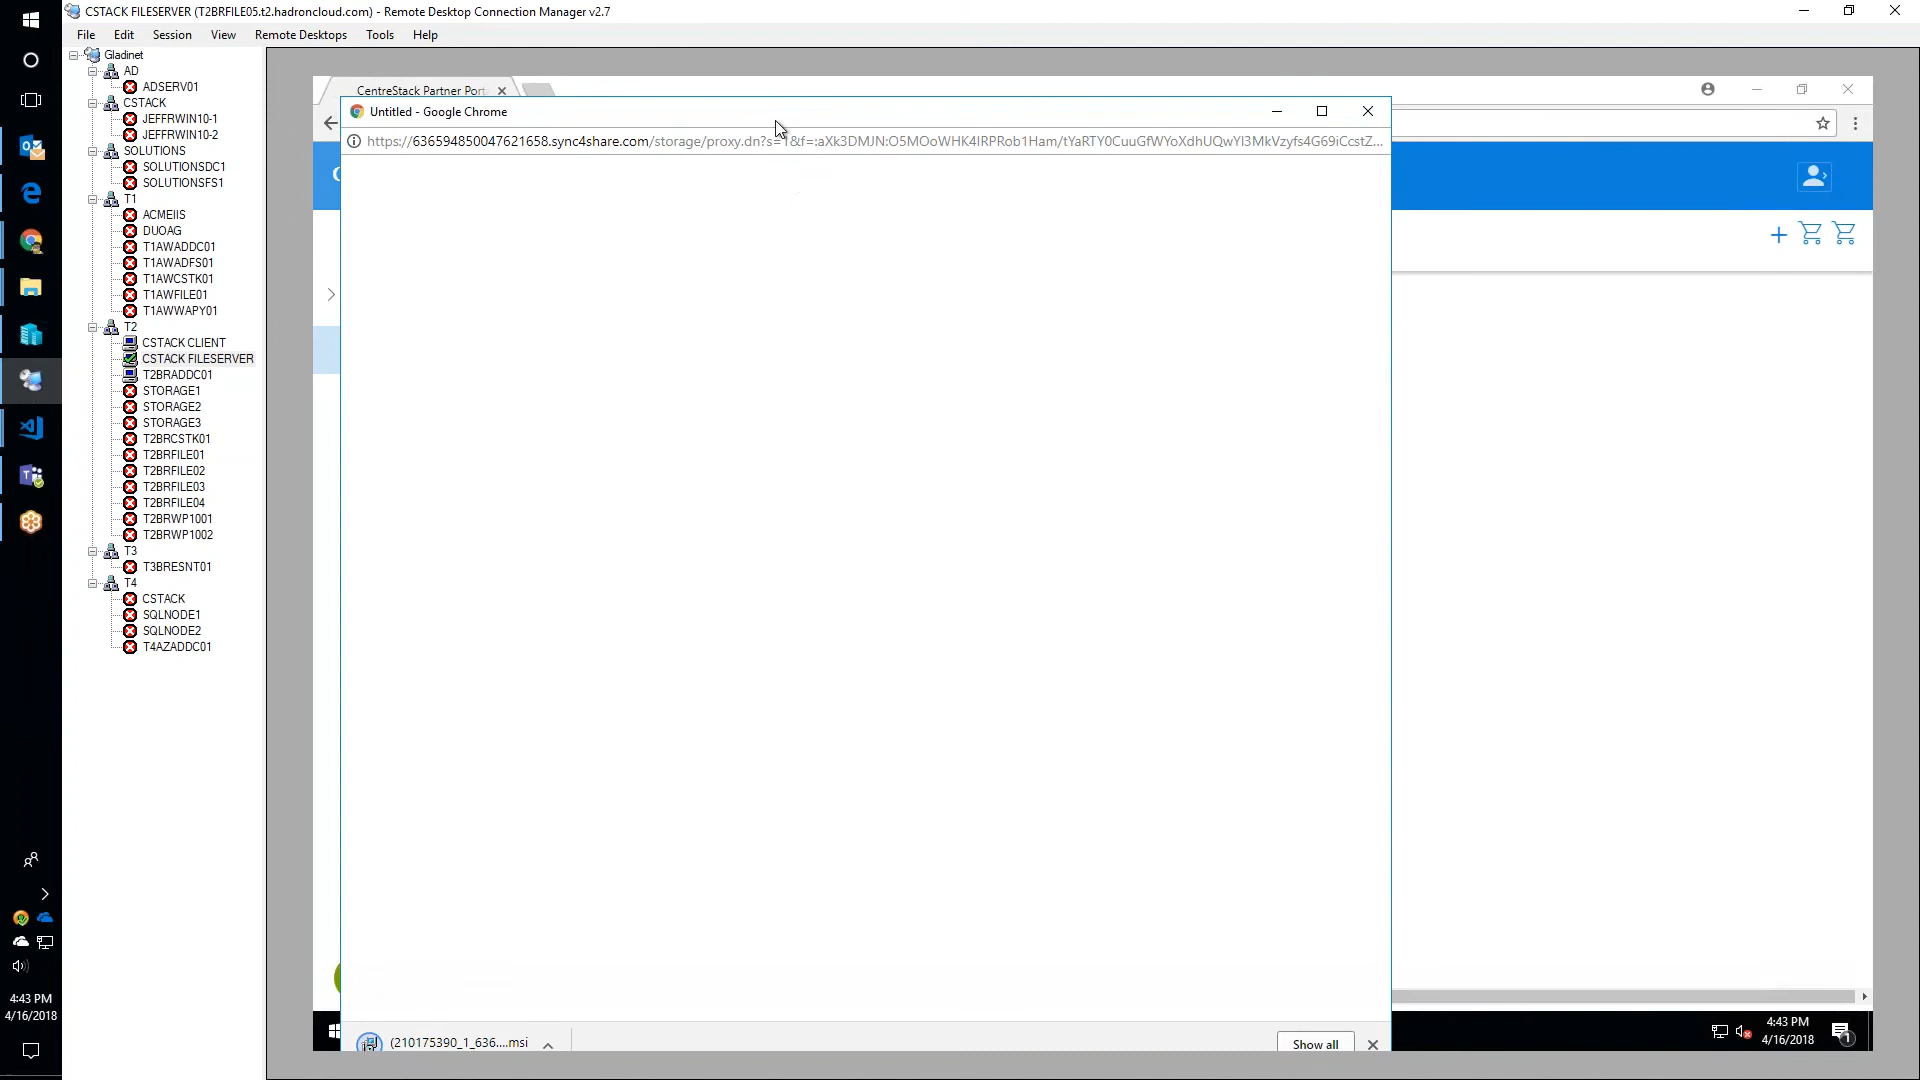 CSTACK FILESERVER (T2BRFILE05.t2.hadroncloud.com) - Remote Desktop Connection Manager v2.7
File Edit Session View Remote Desktops Tools Help
Gladinet
AD
ADSERV01
CSTACK
JEFFRWIN10-1
JEFFRWIN10-2
SOLUTIONS
SOLUTIONSDC1
SOLUTIONSFS1
T1
ACMEIIS
DUOAG
T1AWADDC01
T1AWADFS01
T1AWCSTK01
T1AWFILE01
T1AWWAPY01
T2
CSTACK CLIENT
CSTACK FILESERVER
T2BRADDC01
STORAGE1
STORAGE2
STORAGE3
T2BRCSTK01
T2BRFILE01
T2BRFILE02
T2BRFILE03
T2BRFILE04
T2BRWP1001
T2BRWP1002
T3
T3BRESNT01
T4
CSTACK
SQLNODE1
SQLNODE2
T4AZADDC01
4:43 PM
4/16/2018
CentreStack Partner Port
Untitled - Google Chrome
https://636594850047621658.sync4share.com/storage/proxy.dn?s=1&f=:aXk3DMJN:O5MOoWHK4IRPRob1Ham/tYaRTY0CuuGfWYoXdhUQwYI3MkVzyfs4G69iCcstZ...
(210175390_1_636....msi
Show all
4:43 PM
4/16/2018
1